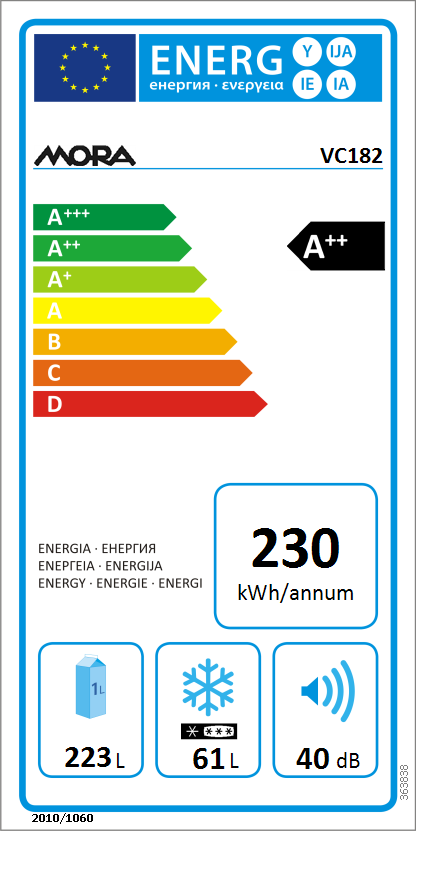 ENERG Y IJA
енергия · ενεργεια IE IA
MORA VC182
A+++
A++ A++
A+
A
B
C
D
230
kWh/annum
ENERGIA · ЕНЕРГИЯ
ΕΝΕΡΓΕΙΑ · ENERGIJA
ENERGY · ENERGIE · ENERGI
1L
223 L 61 L 40 dB
363838
2010/1060